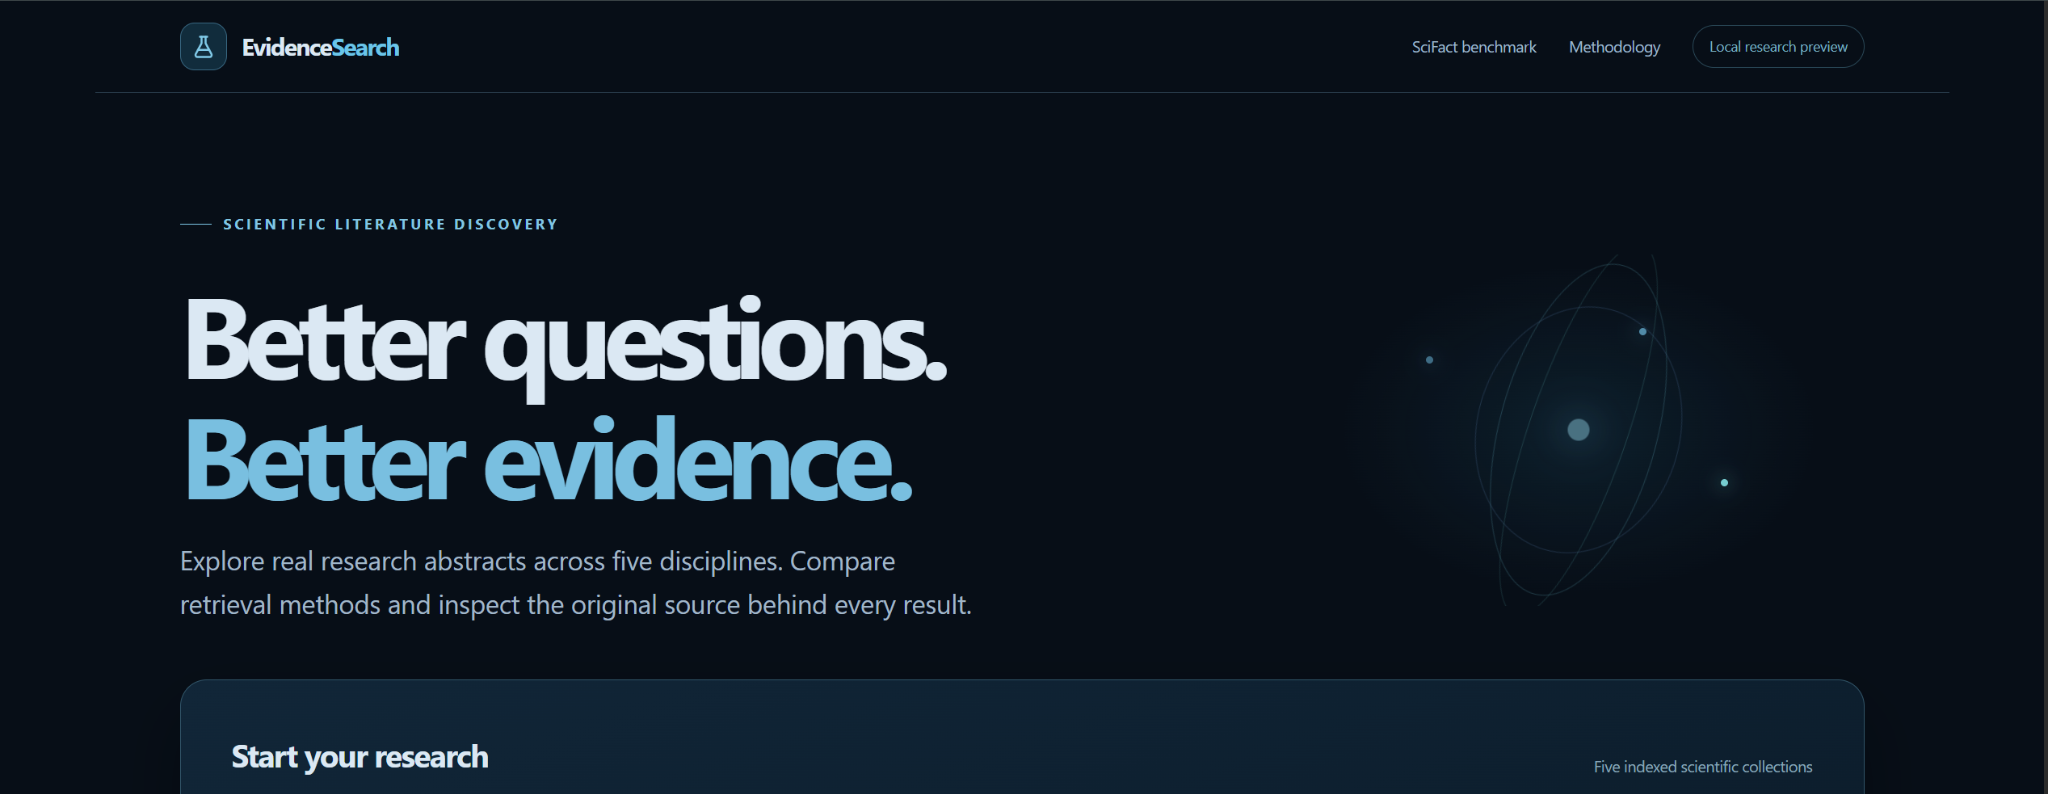 EvidenceSearch
SciFact benchmark
Methodology
Local research preview
SCIENTIFIC LITERATURE DISCOVERY
Better questions.
Better evidence.
Explore real research abstracts across five disciplines. Compare
retrieval methods and inspect the original source behind every result.
Start your research
Five indexed scientific collections